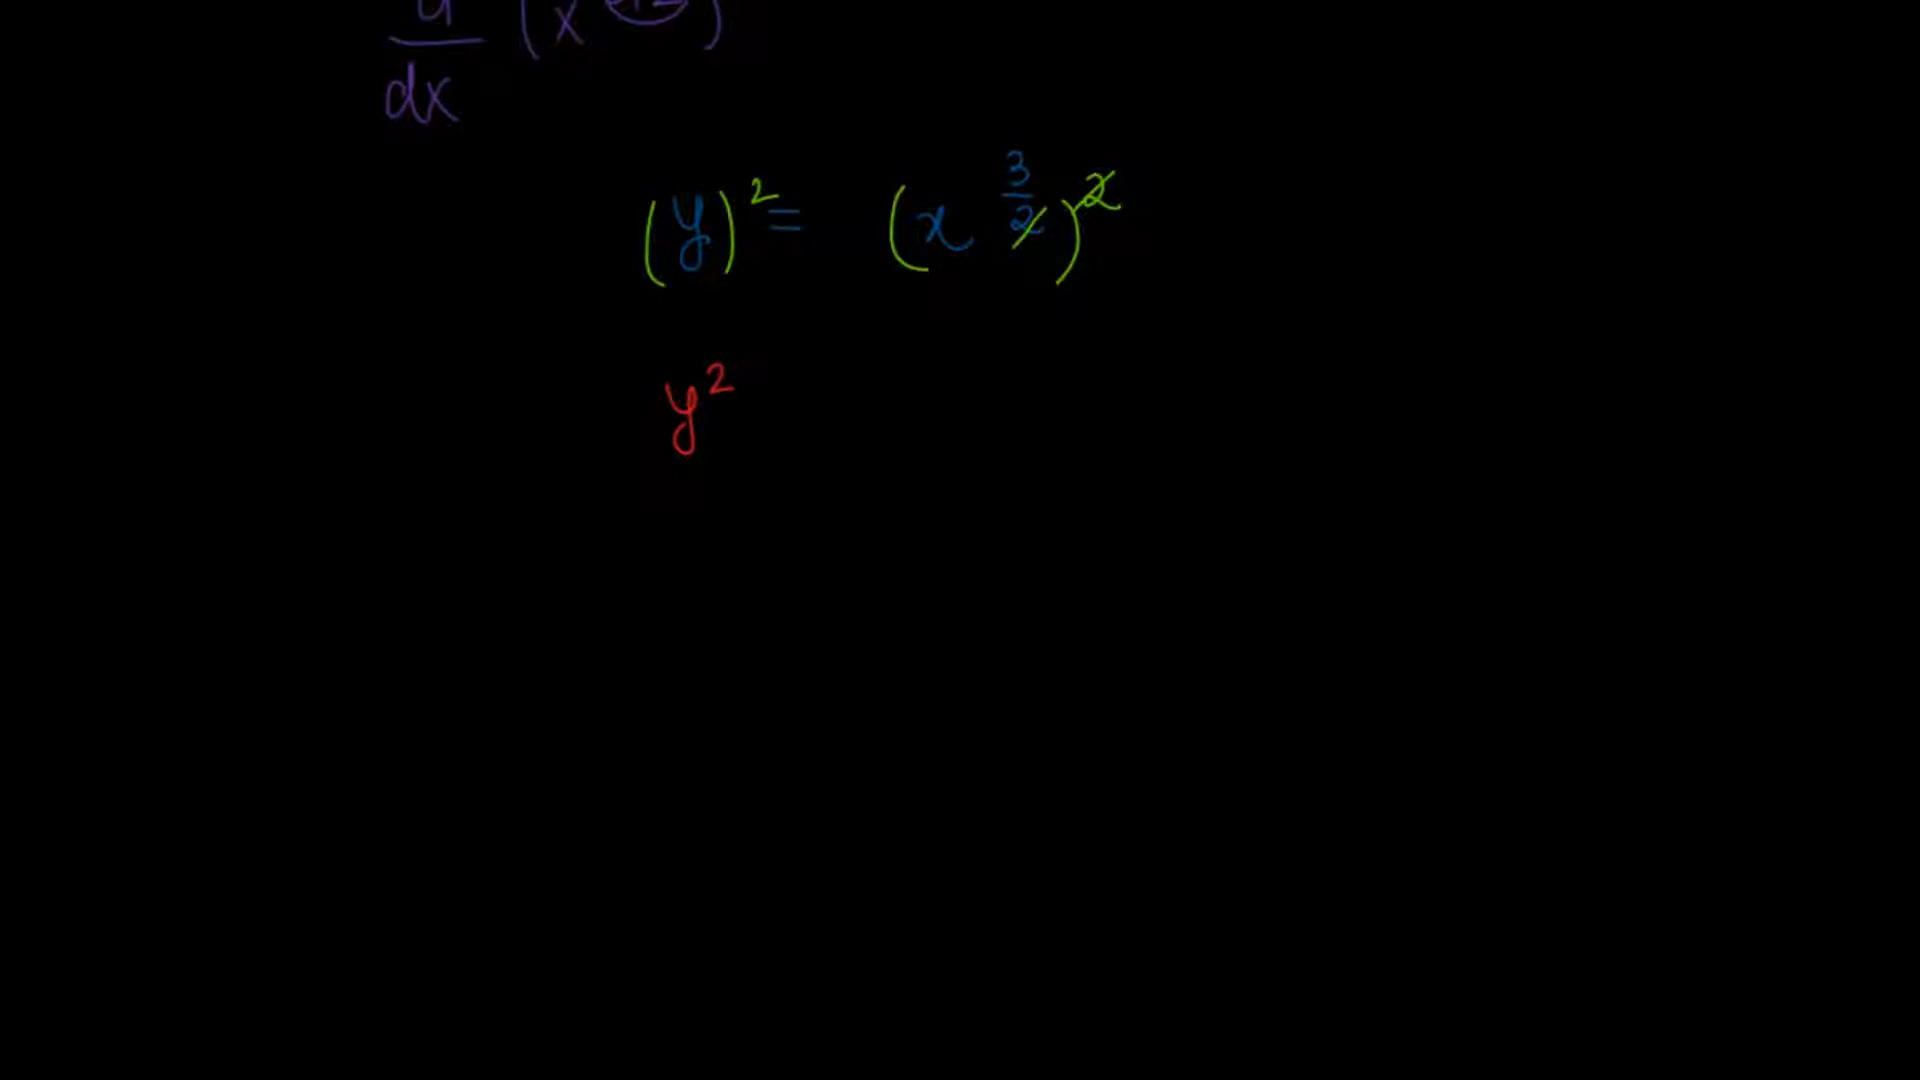 d/dx (x
(y)² = (x^(3/2))²
y²